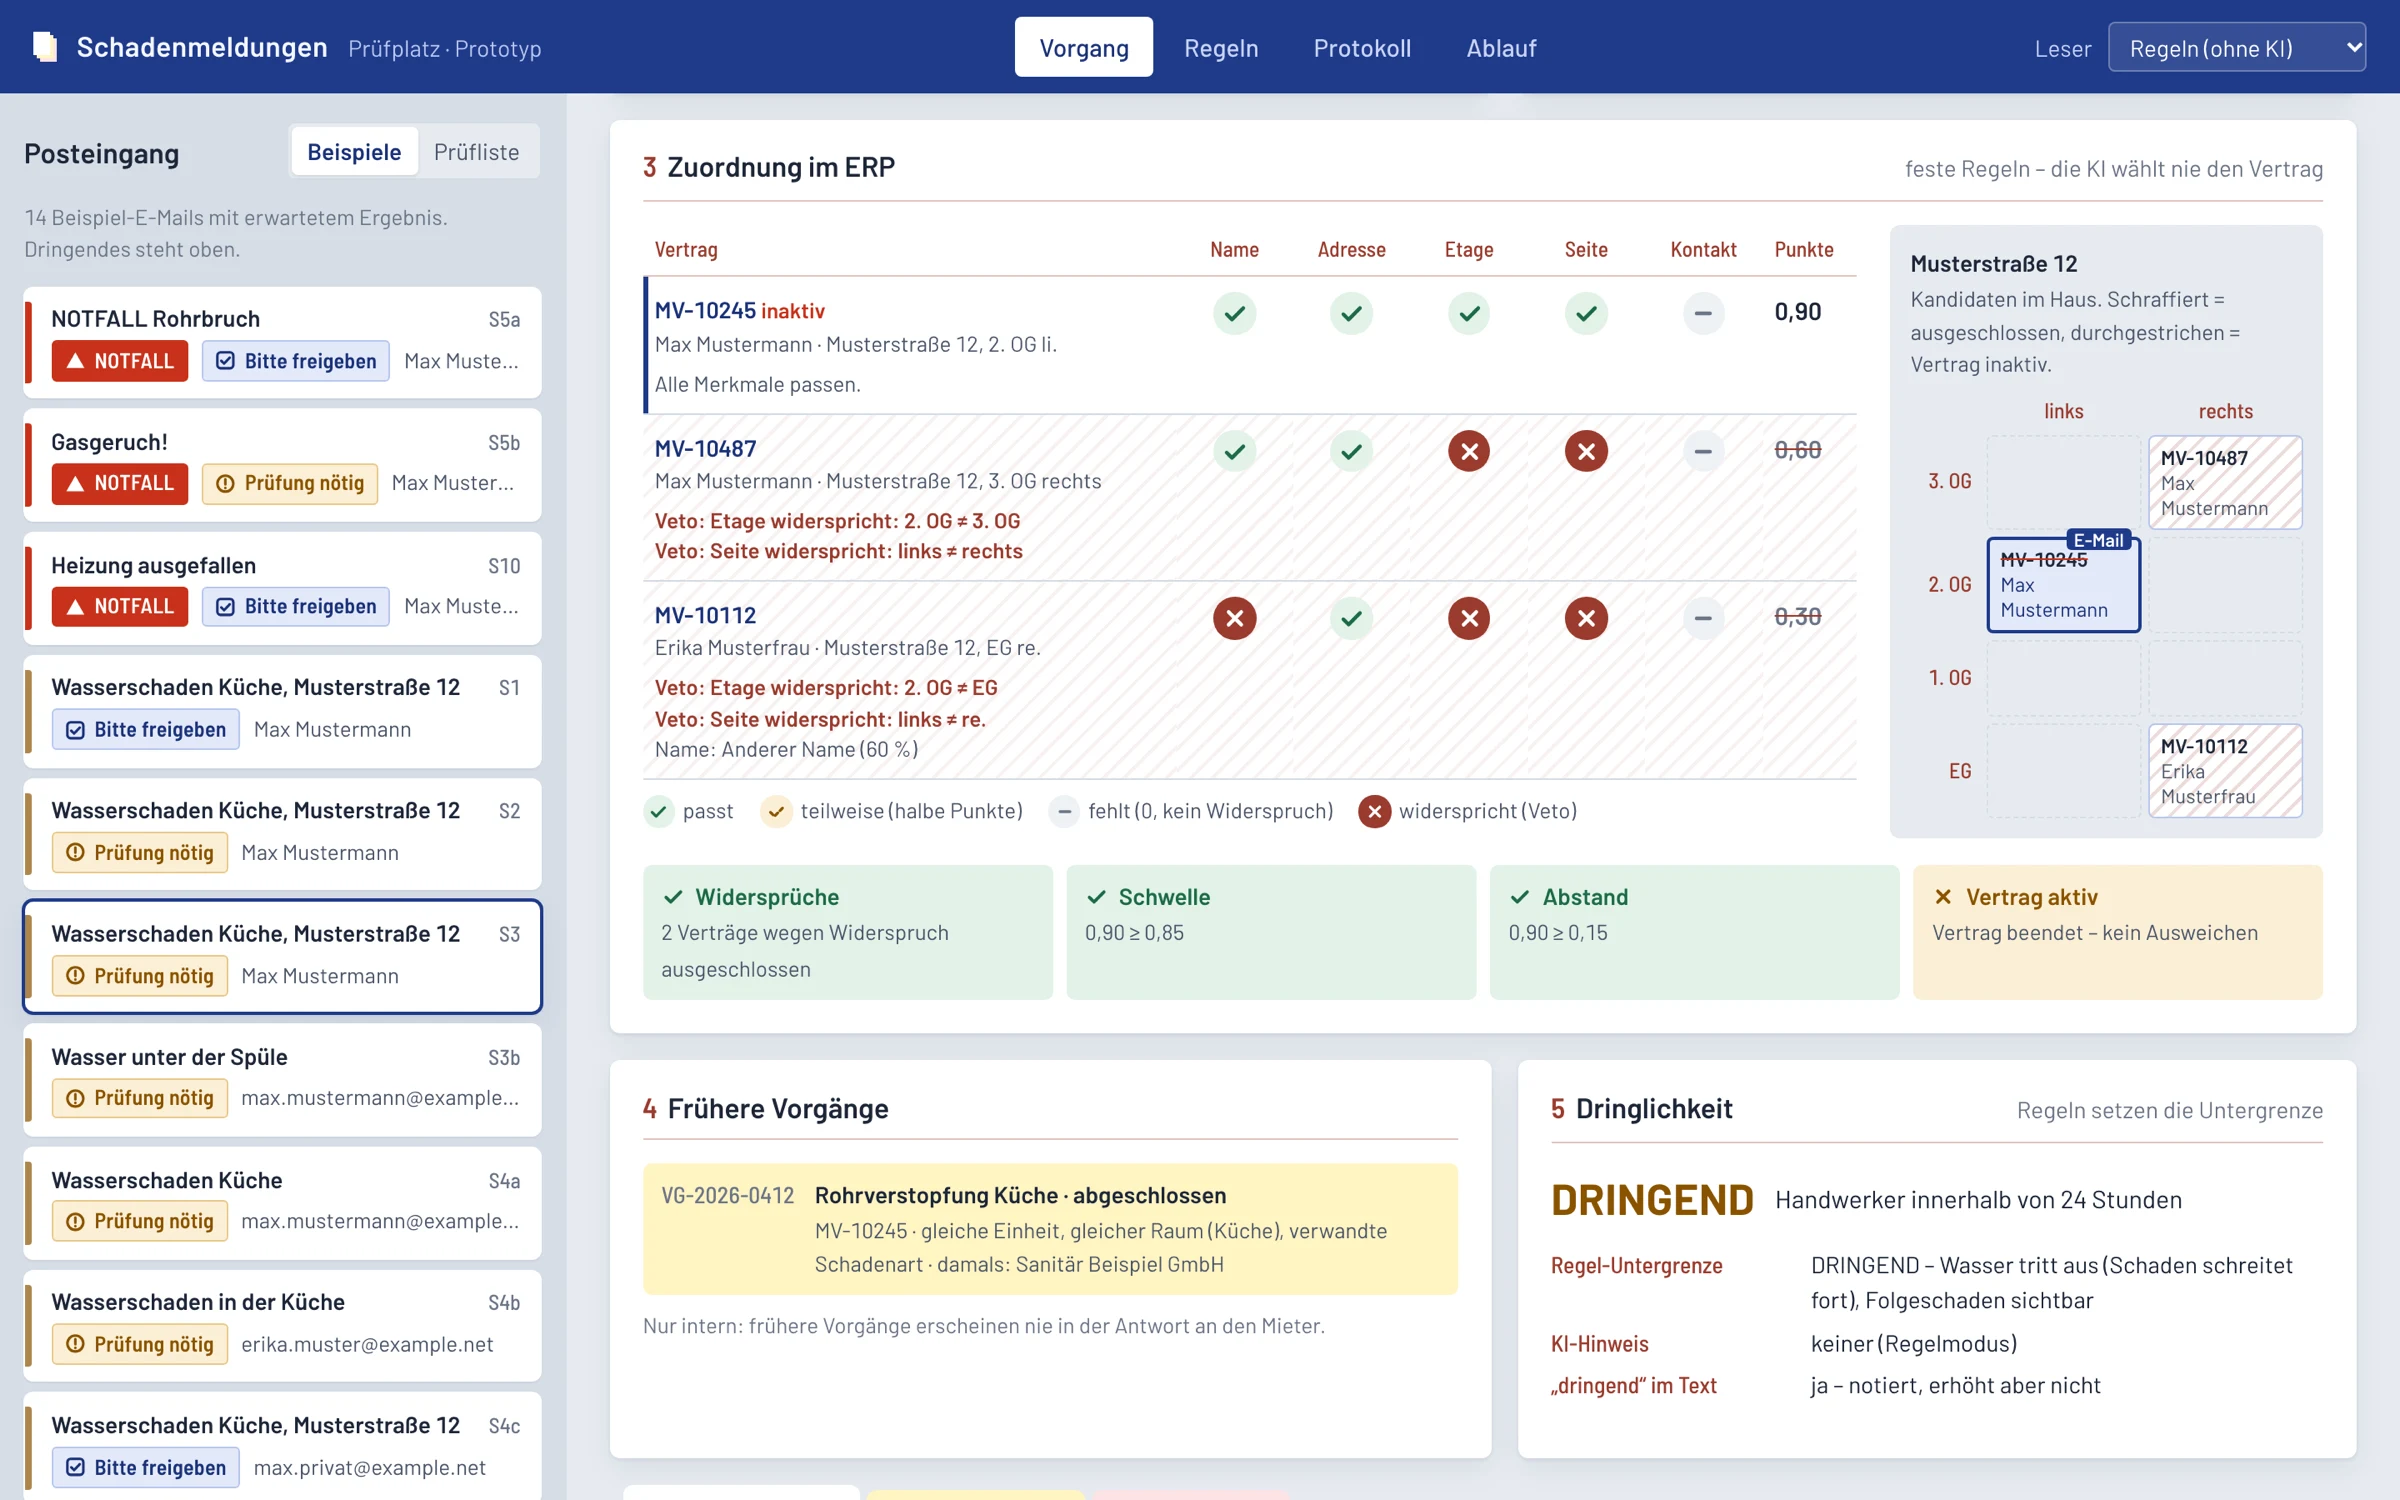 Schadenmeldungen Prüfplatz · Prototyp
Vorgang Regeln Protokoll Ablauf
Leser Regeln (ohne KI)
Posteingang Beispiele Prüfliste
14 Beispiel-E-Mails mit erwartetem Ergebnis.
Dringendes steht oben.
NOTFALL Rohrbruch S5a
NOTFALL Bitte freigeben Max Muste...
Gasgeruch! S5b
NOTFALL Prüfung nötig Max Muster...
Heizung ausgefallen S10
NOTFALL Bitte freigeben Max Muste...
Wasserschaden Küche, Musterstraße 12 S1
Bitte freigeben Max Mustermann
Wasserschaden Küche, Musterstraße 12 S2
Prüfung nötig Max Mustermann
Wasserschaden Küche, Musterstraße 12 S3
Prüfung nötig Max Mustermann
Wasser unter der Spüle S3b
Prüfung nötig max.mustermann@example...
Wasserschaden Küche S4a
Prüfung nötig max.mustermann@example...
Wasserschaden in der Küche S4b
Prüfung nötig erika.muster@example.net
Wasserschaden Küche, Musterstraße 12 S4c
Bitte freigeben max.privat@example.net
3 Zuordnung im ERP
feste Regeln – die KI wählt nie den Vertrag
Vertrag Name Adresse Etage Seite Kontakt Punkte
MV-10245 inaktiv 0,90
Max Mustermann · Musterstraße 12, 2. OG li.
Alle Merkmale passen.
MV-10487 0,60
Max Mustermann · Musterstraße 12, 3. OG rechts
Veto: Etage widerspricht: 2. OG ≠ 3. OG
Veto: Seite widerspricht: links ≠ rechts
MV-10112 0,30
Erika Musterfrau · Musterstraße 12, EG re.
Veto: Etage widerspricht: 2. OG ≠ EG
Veto: Seite widerspricht: links ≠ re.
Name: Anderer Name (60 %)
passt teilweise (halbe Punkte) fehlt (0, kein Widerspruch) widerspricht (Veto)
Musterstraße 12
Kandidaten im Haus. Schraffiert =
ausgeschlossen, durchgestrichen =
Vertrag inaktiv.
links rechts
3. OG
MV-10487
Max
Mustermann
2. OG
E-Mail
MV-10245
Max
Mustermann
1. OG
EG
MV-10112
Erika
Musterfrau
Widersprüche
2 Verträge wegen Widerspruch
ausgeschlossen
Schwelle
0,90 ≥ 0,85
Abstand
0,90 ≥ 0,15
Vertrag aktiv
Vertrag beendet – kein Ausweichen
4 Frühere Vorgänge
VG-2026-0412 Rohrverstopfung Küche · abgeschlossen
MV-10245 · gleiche Einheit, gleicher Raum (Küche), verwandte
Schadenart · damals: Sanitär Beispiel GmbH
Nur intern: frühere Vorgänge erscheinen nie in der Antwort an den Mieter.
5 Dringlichkeit
Regeln setzen die Untergrenze
DRINGEND Handwerker innerhalb von 24 Stunden
Regel-Untergrenze DRINGEND – Wasser tritt aus (Schaden schreitet
fort), Folgeschaden sichtbar
KI-Hinweis keiner (Regelmodus)
„dringend“ im Text ja – notiert, erhöht aber nicht